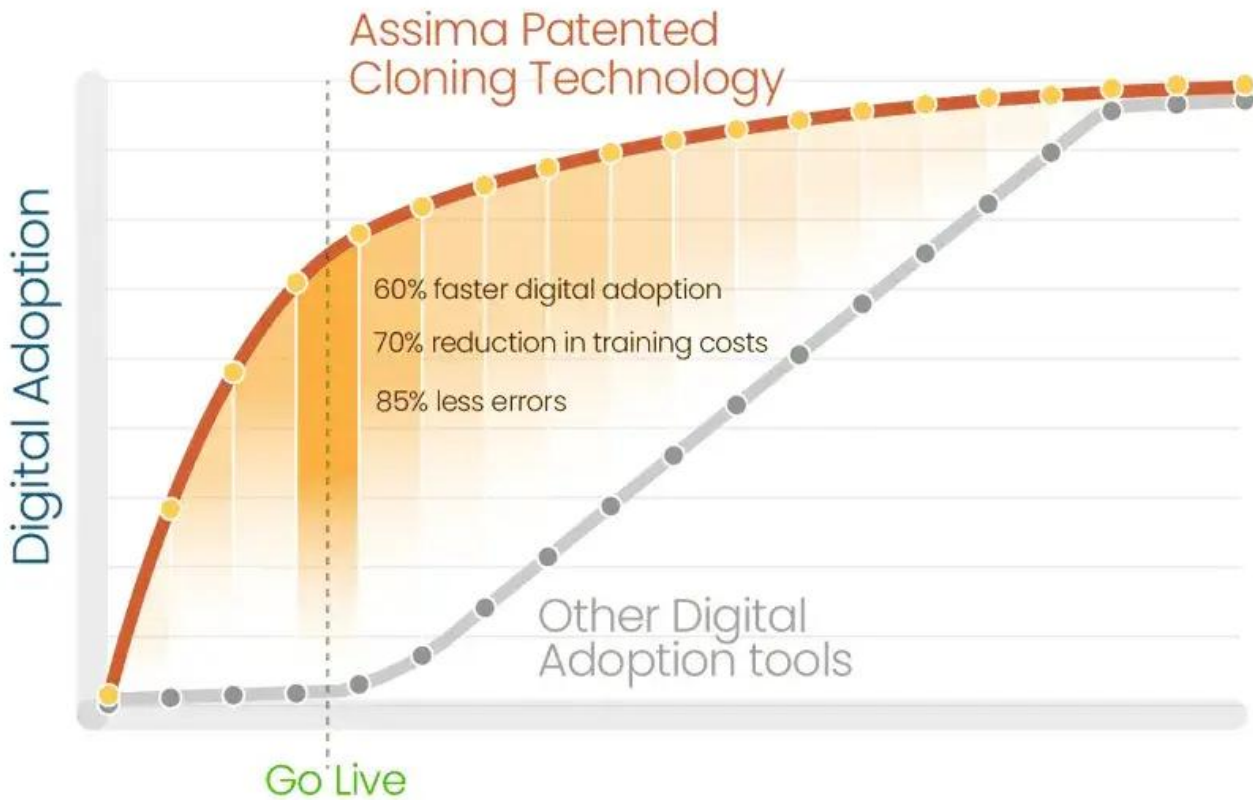 Assima Patented
Cloning Technology
Digital Adoption
60% faster digital adoption
70% reduction in training costs
85% less errors
Other Digital
Adoption tools
Go Live